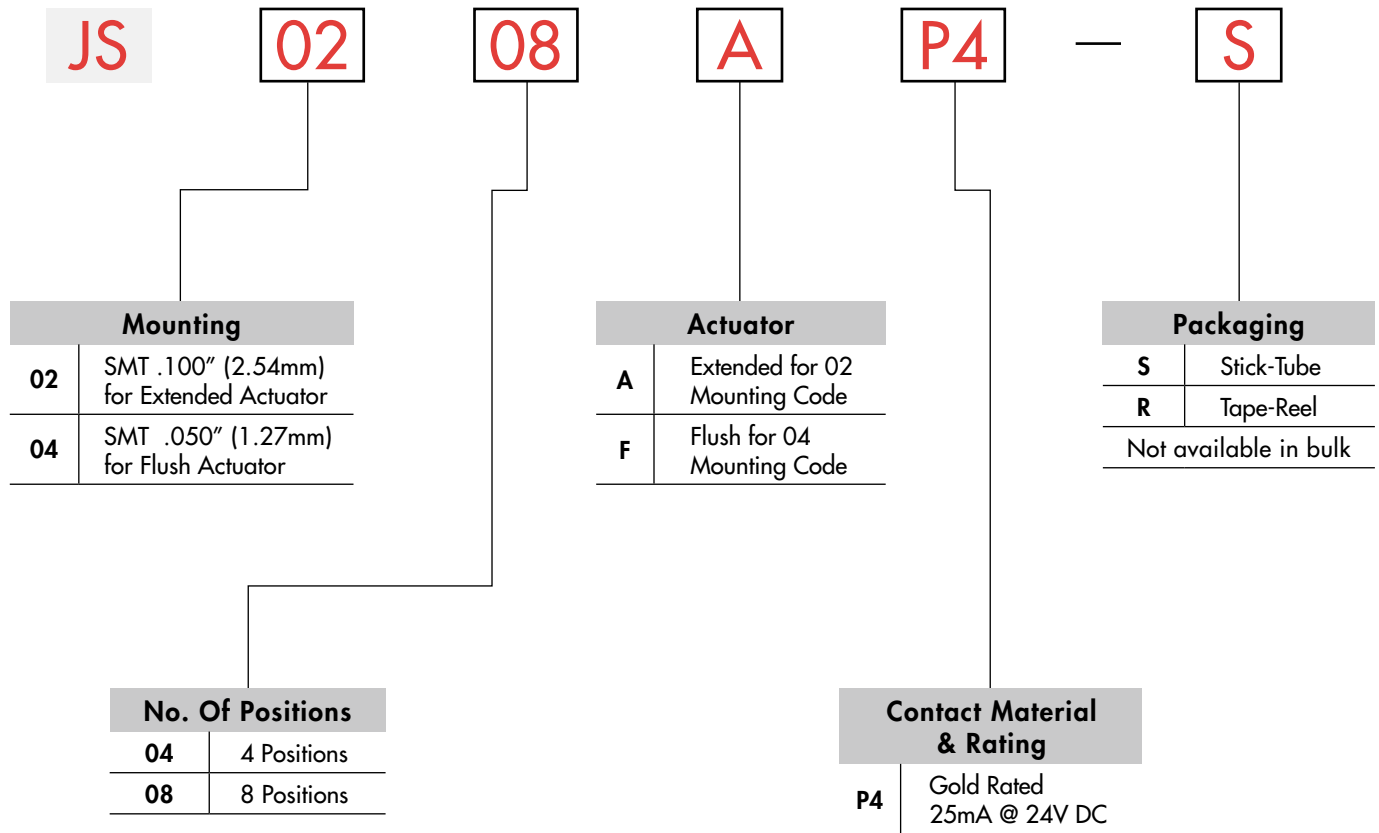 JS 02 08 A P4 — S
Mounting
02 SMT .100" (2.54mm)
for Extended Actuator
04 SMT .050" (1.27mm)
for Flush Actuator
Actuator
A Extended for 02
Mounting Code
F Flush for 04
Mounting Code
Packaging
S Stick-Tube
R Tape-Reel
Not available in bulk
No. Of Positions
04 4 Positions
08 8 Positions
Contact Material
& Rating
P4 Gold Rated
25mA @ 24V DC